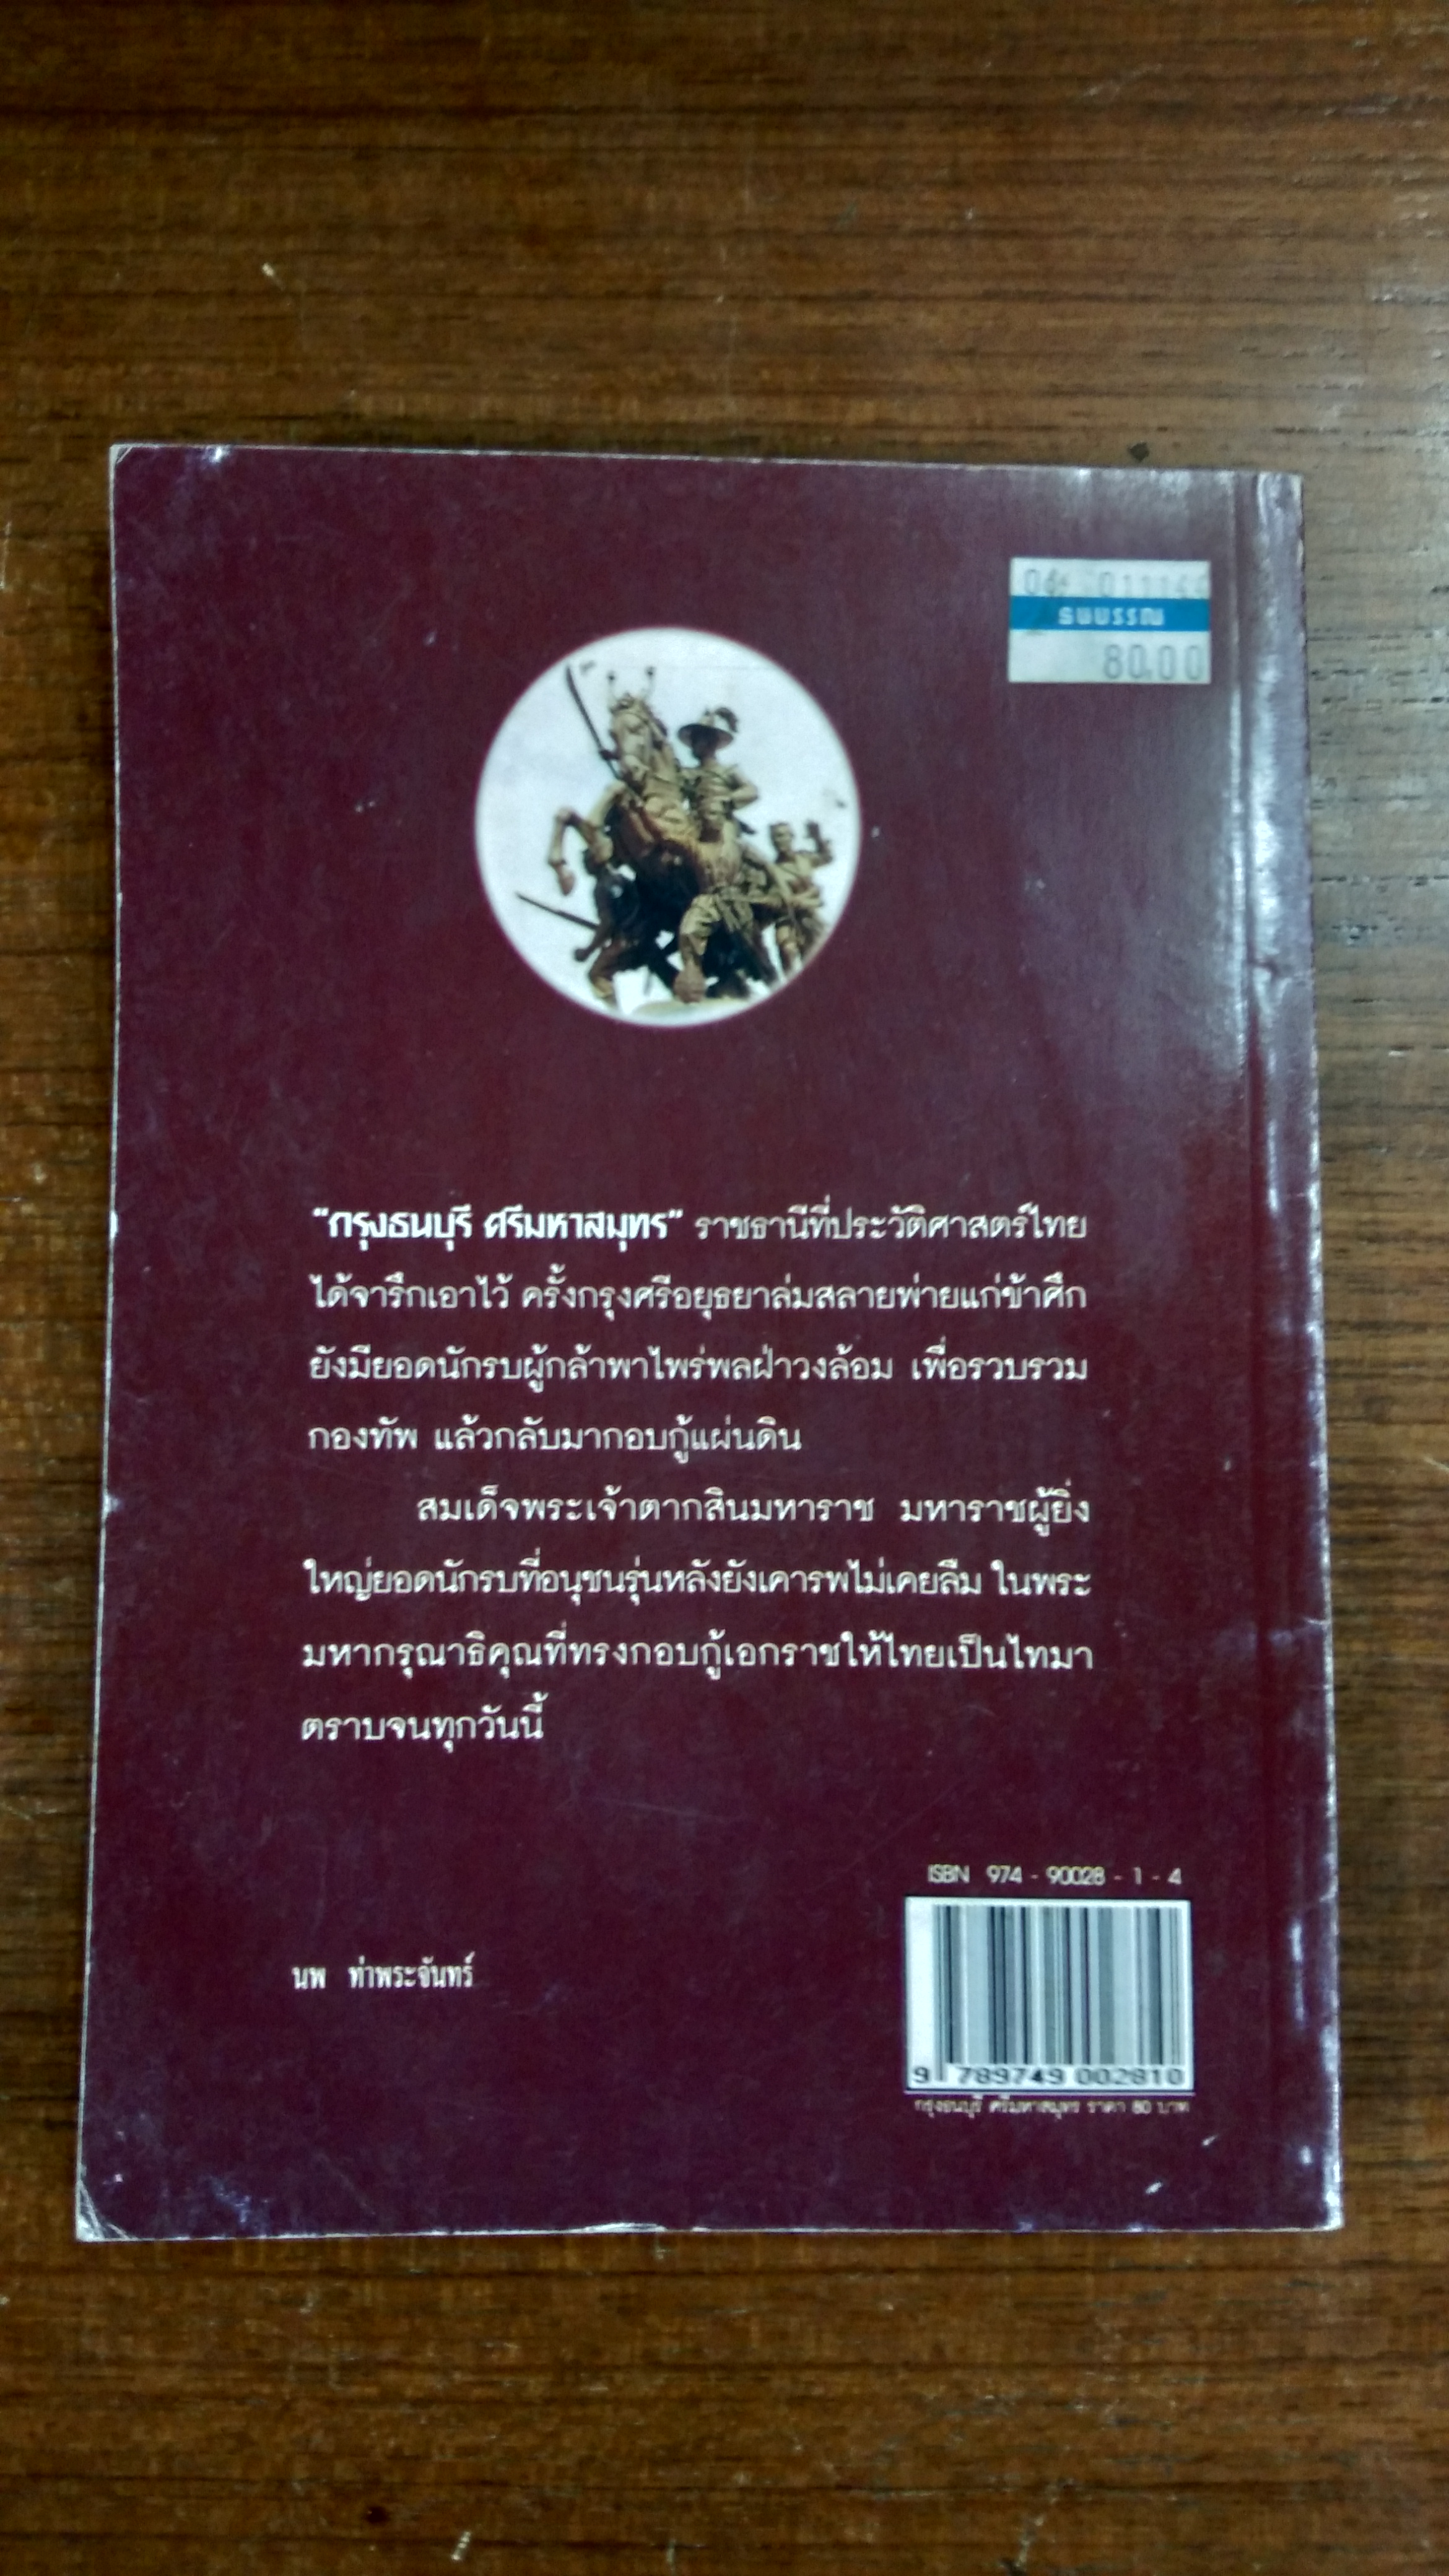 ธนบรรณ
80.00
"กรุงธนบุรี ศรีมหาสมุทร" ราชธานีที่ประวัติศาสตร์ไทย
ได้จารึกเอาไว้ ครั้งกรุงศรีอยุธยาล่มสลายพ่ายแก่ข้าศึก
ยังมียอดนักรบผู้กล้าพาไพร่พลฝ่าวงล้อม เพื่อรวบรวม
กองทัพ แล้วกลับมากอบกู้แผ่นดิน
สมเด็จพระเจ้าตากสินมหาราช มหาราชผู้ยิ่ง
ใหญ่ยอดนักรบที่อนุชนรุ่นหลังยังเคารพไม่เคยลืม ในพระ
มหากรุณาธิคุณที่ทรงกอบกู้เอกราชให้ไทยเป็นไทมา
ตราบจนทุกวันนี้
ISBN 974 - 90028 - 1 - 4
นพ ท่าพระจันทร์
9 789749 002810
กรุงธนบุรี ศรีมหาสมุทร ราคา 80 บาท